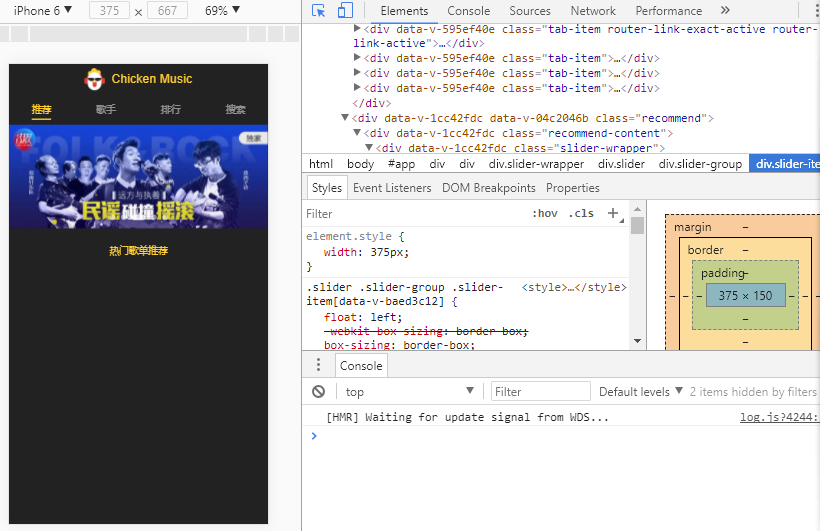 iPhone 6 ▼ 375 × 667 69% ▼
Elements Console Sources Network Performance »
Chicken Music
推荐 歌手 排行 搜索
独家
FOLK&ROCK
远方与执着
民谣碰撞摇滚
热门歌单推荐
▶<div data-v-595ef40e class="tab-item router-link-exact-active router-
link-active">…</div>
▶<div data-v-595ef40e class="tab-item">…</div>
▶<div data-v-595ef40e class="tab-item">…</div>
▶<div data-v-595ef40e class="tab-item">…</div>
</div>
▼<div data-v-1cc42fdc data-v-04c2046b class="recommend">
▼<div data-v-1cc42fdc class="recommend-content">
▼<div data-v-1cc42fdc class="slider-wrapper">
html body #app div div div.slider-wrapper div.slider div.slider-group div.slider-ite
Styles Event Listeners DOM Breakpoints Properties
Filter :hov .cls +
element.style {
width: 375px;
}
.slider .slider-group .slider- <style>…</style>
item[data-v-baed3c12] {
float: left;
-webkit-box-sizing: border-box;
box-sizing: border-box;
margin –
border –
padding –
– – – 375 × 150 – – –
–
–
Console
top ▼ Filter Default levels ▼ 2 items hidden by filters
[HMR] Waiting for update signal from WDS... log.js?4244: